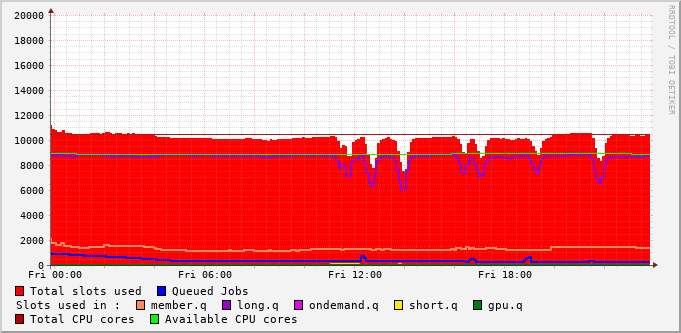 20000
18000
16000
14000
12000
10000
8000
6000
4000
2000
0
Fri 00:00 Fri 06:00 Fri 12:00 Fri 18:00
Total slots used Queued Jobs
Slots used in : member.q long.q ondemand.q short.q gpu.q
Total CPU cores Available CPU cores
RRDTOOL / TOBI OETIKER